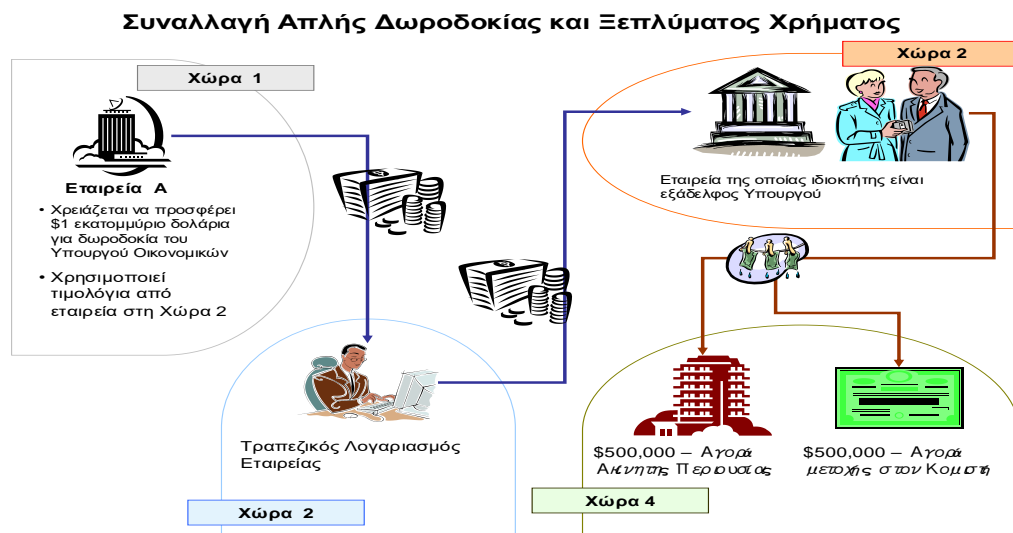 Συναλλαγή Απλής Δωροδοκίας και Ξεπλύματος Χρήματος
Χώρα 1
Εταιρεία Α
• Χρειάζεται να προσφέρει
$1 εκατομμύριο δολάρια
για δωροδοκία του
Υπουργού Οικονομικών
• Χρησιμοποιεί
τιμολόγια από
εταιρεία στη Χώρα 2
Τραπεζικός Λογαριασμός
Εταιρείας
Χώρα 2
Χώρα 2
Εταιρεία της οποίας ιδιοκτήτης είναι
εξάδελφος Υπουργού
$500,000 – Αγορά
Ακίνητης Περιουσίας
$500,000 – Αγορά
μετοχής στον Κομιστή
Χώρα 4